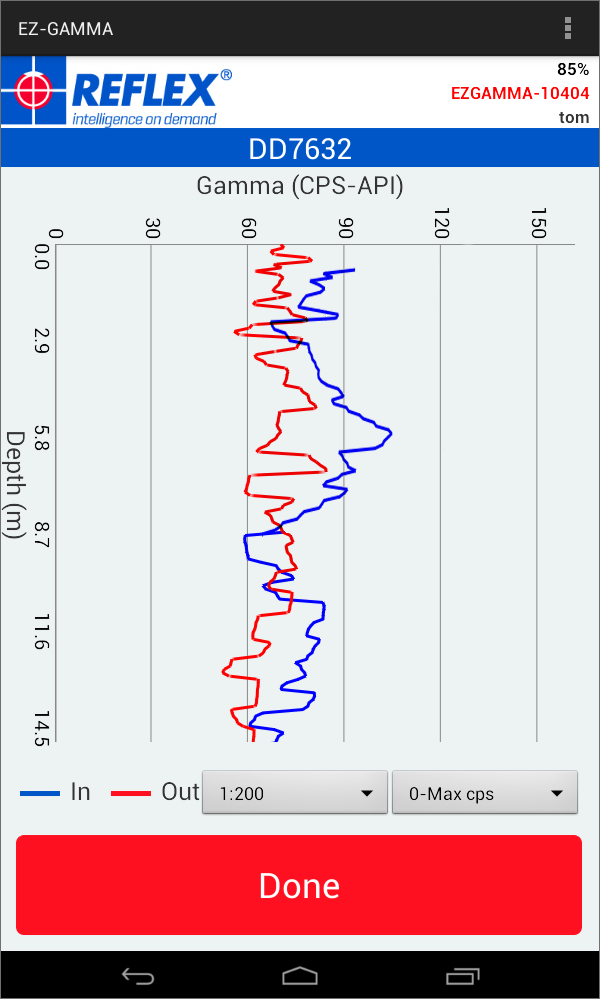 EZ-GAMMA
REFLEX®
intelligence on demand
85%
EZGAMMA-10404
tom
DD7632
Gamma (CPS-API)
0
30
60
90
120
150
0.0
2.9
5.8
8.7
11.6
14.5
Depth (m)
In
Out
1:200
0-Max cps
Done